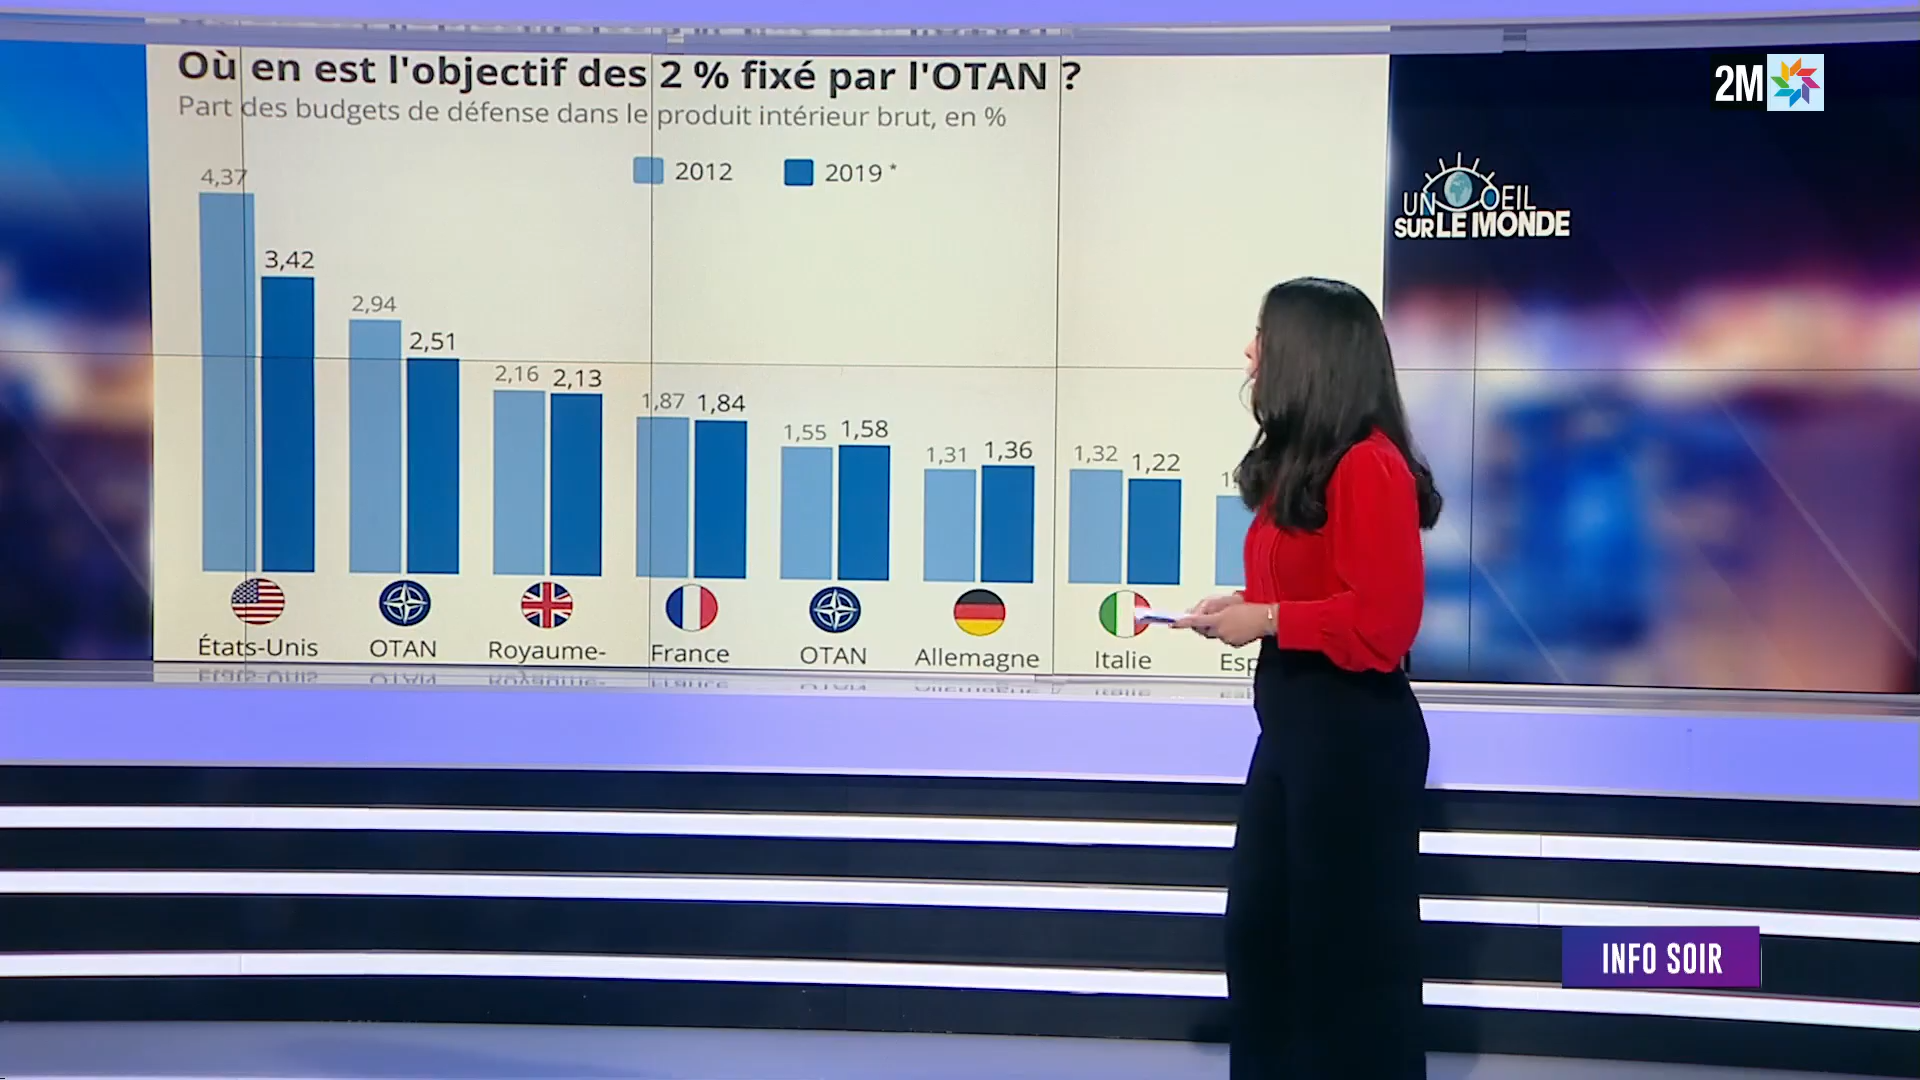 Où en est l'objectif des 2 % fixé par l'OTAN ?
Part des budgets de défense dans le produit intérieur brut, en %
2012 2019 *
4,37 3,42
2,94 2,51
2,16 2,13
1,87 1,84
1,55 1,58
1,31 1,36
1,32 1,22
États-Unis OTAN Royaume- France OTAN Allemagne Italie
2M
UN OEIL
SUR LE MONDE
INFO SOIR